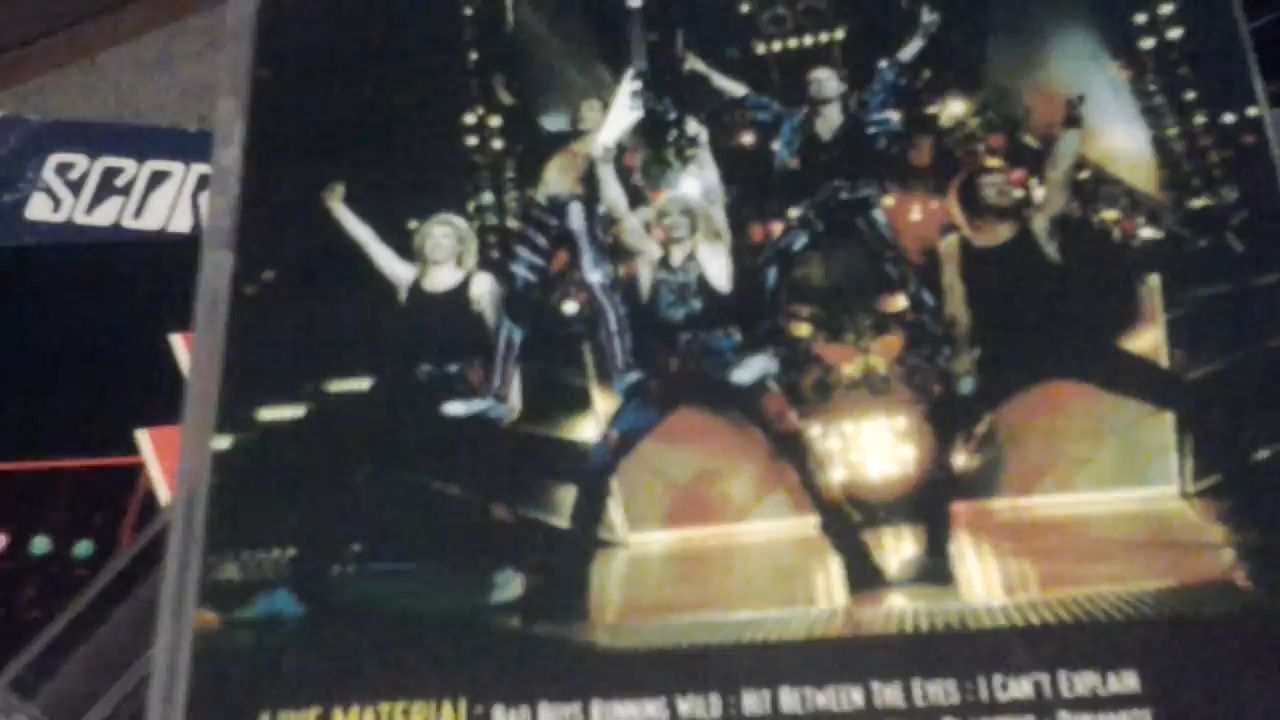 SCOR
LIVE MATERIAL : BAD BOYS RUNNING WILD : HIT BETWEEN THE EYES : I CAN'T EXPLAIN